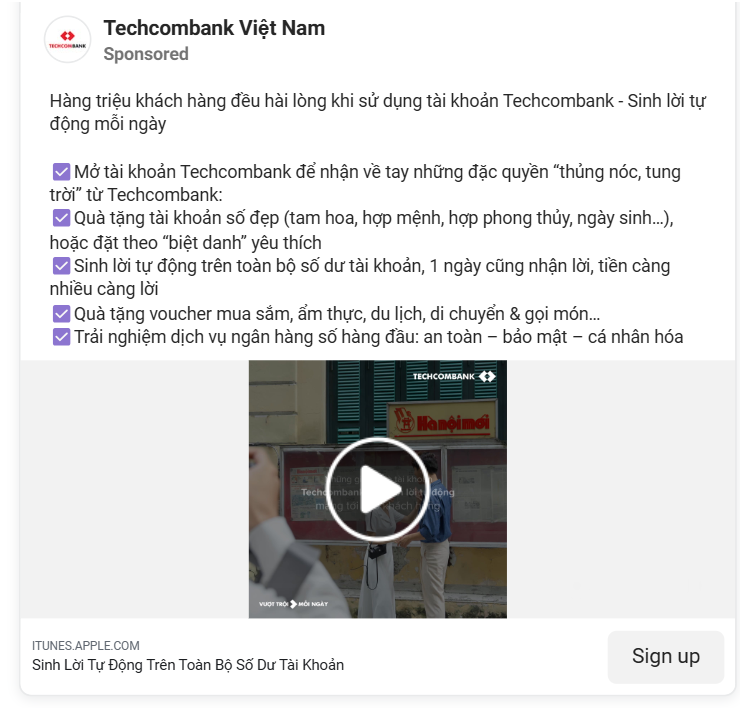 Techcombank Việt Nam
TECHCOMBANK
Sponsored
Hàng triệu khách hàng đều hài lòng khi sử dụng tài khoản Techcombank - Sinh lời tự
động mỗi ngày
✅Mở tài khoản Techcombank để nhận về tay những đặc quyền “thủng nóc, tung
trời” từ Techcombank:
✅Quà tặng tài khoản số đẹp (tam hoa, hợp mệnh, hợp phong thủy, ngày sinh…),
hoặc đặt theo “biệt danh” yêu thích
✅Sinh lời tự động trên toàn bộ số dư tài khoản, 1 ngày cũng nhận lời, tiền càng
nhiều càng lời
✅Quà tặng voucher mua sắm, ẩm thực, du lịch, di chuyển & gọi món…
✅Trải nghiệm dịch vụ ngân hàng số hàng đầu: an toàn – bảo mật – cá nhân hóa
TECHCOMBANK
Hànộimới
VƯỢT TRỘI MỖI NGÀY
ITUNES.APPLE.COM
Sinh Lời Tự Động Trên Toàn Bộ Số Dư Tài Khoản
Sign up